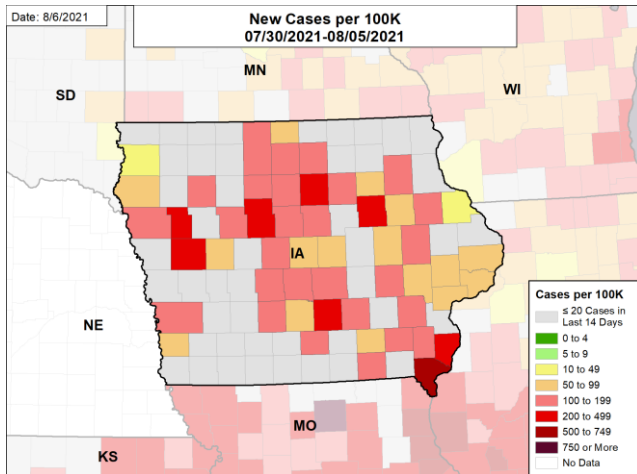 Date: 8/6/2021
New Cases per 100K
07/30/2021-08/05/2021
MN
SD
WI
IA
NE
MO
KS
Cases per 100K
≤ 20 Cases in
Last 14 Days
0 to 4
5 to 9
10 to 49
50 to 99
100 to 199
200 to 499
500 to 749
750 or More
No Data